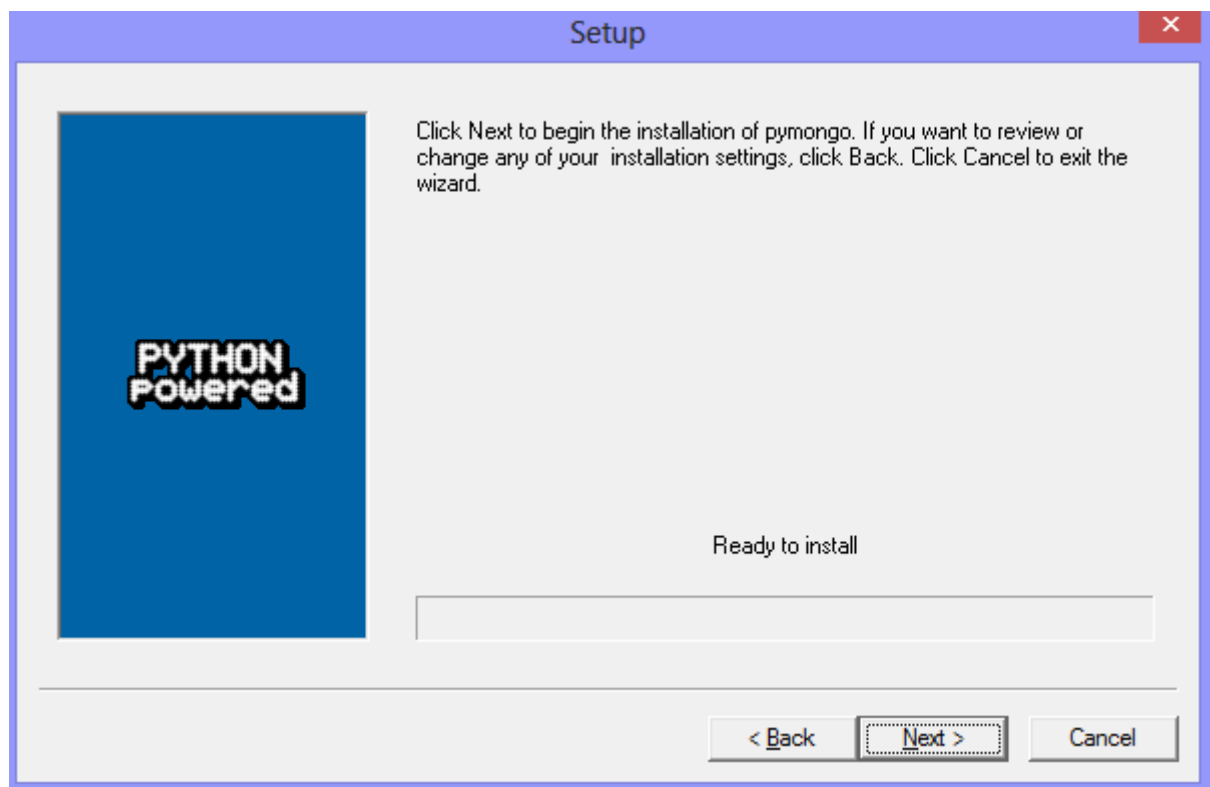 Setup
Click Next to begin the installation of pymongo. If you want to review or
change any of your  installation settings, click Back. Click Cancel to exit the
wizard.
PYTHON
powered
Ready to install
< Back
Next >
Cancel